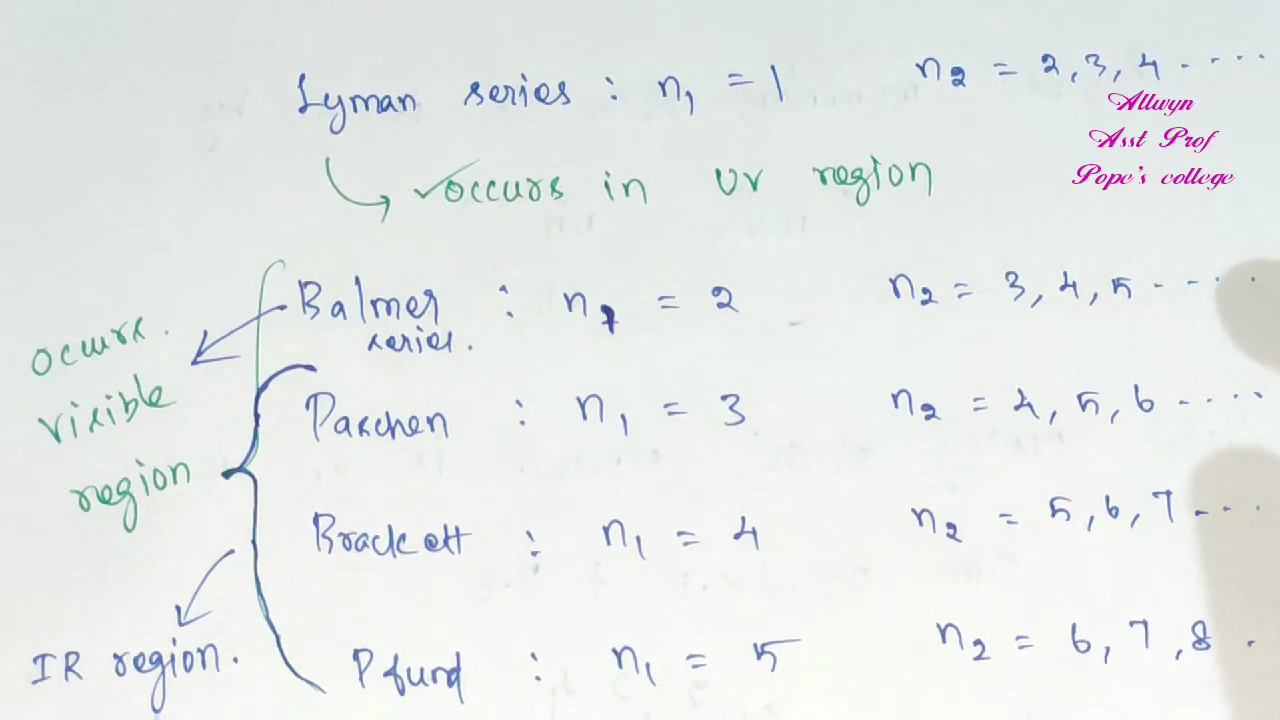 Lyman series : n1 = 1 n2 = 2, 3, 4 ....
Allwyn
Asst Prof
Pope's college
occurs in UV region
Balmer series. : n1 = 2 n2 = 3, 4, 5 - - - .
occurs.
visible
region
Paschen : n1 = 3 n2 = 4, 5, 6 - ....
Brackett : n1 = 4 n2 = 5, 6, 7 - - - .
IR region.
Pfund : n1 = 5 n2 = 6, 7, 8 .